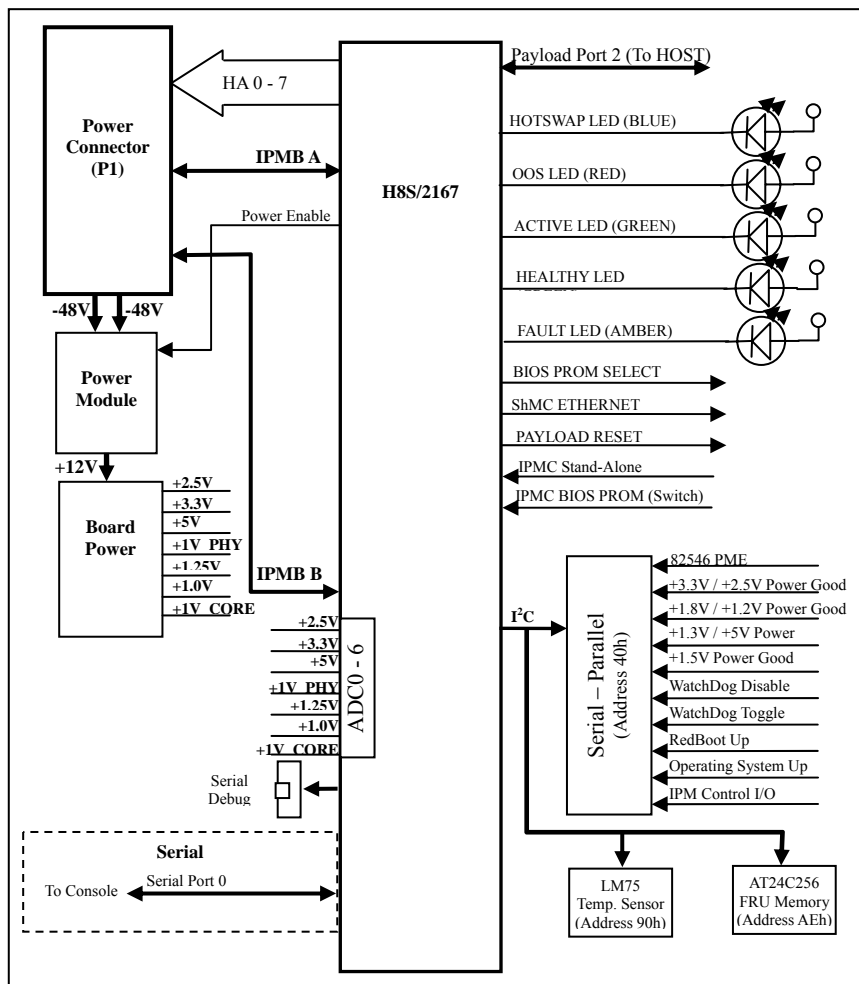 HA 0 - 7
Power
Connector
(P1)
IPMB A
Power Enable
-48V
-48V
Power
Module
+12V
Board
Power
+2.5V
+3.3V
+5V
+1V PHY
+1.25V
+1.0V
+1V CORE
IPMB B
H8S/2167
+2.5V
+3.3V
+5V
+1V PHY
+1.25V
+1.0V
+1V CORE
ADC0 - 6
Serial
Debug
Serial
To Console
Serial Port 0
Payload Port 2 (To HOST)
HOTSWAP LED (BLUE)
OOS LED (RED)
ACTIVE LED (GREEN)
HEALTHY LED
FAULT LED (AMBER)
BIOS PROM SELECT
ShMC ETHERNET
PAYLOAD RESET
IPMC Stand-Alone
IPMC BIOS PROM (Switch)
I²C
Serial – Parallel
(Address 40h)
82546 PME
+3.3V / +2.5V Power Good
+1.8V / +1.2V Power Good
+1.3V / +5V Power
+1.5V Power Good
WatchDog Disable
WatchDog Toggle
RedBoot Up
Operating System Up
IPM Control I/O
LM75
Temp. Sensor
(Address 90h)
AT24C256
FRU Memory
(Address AEh)